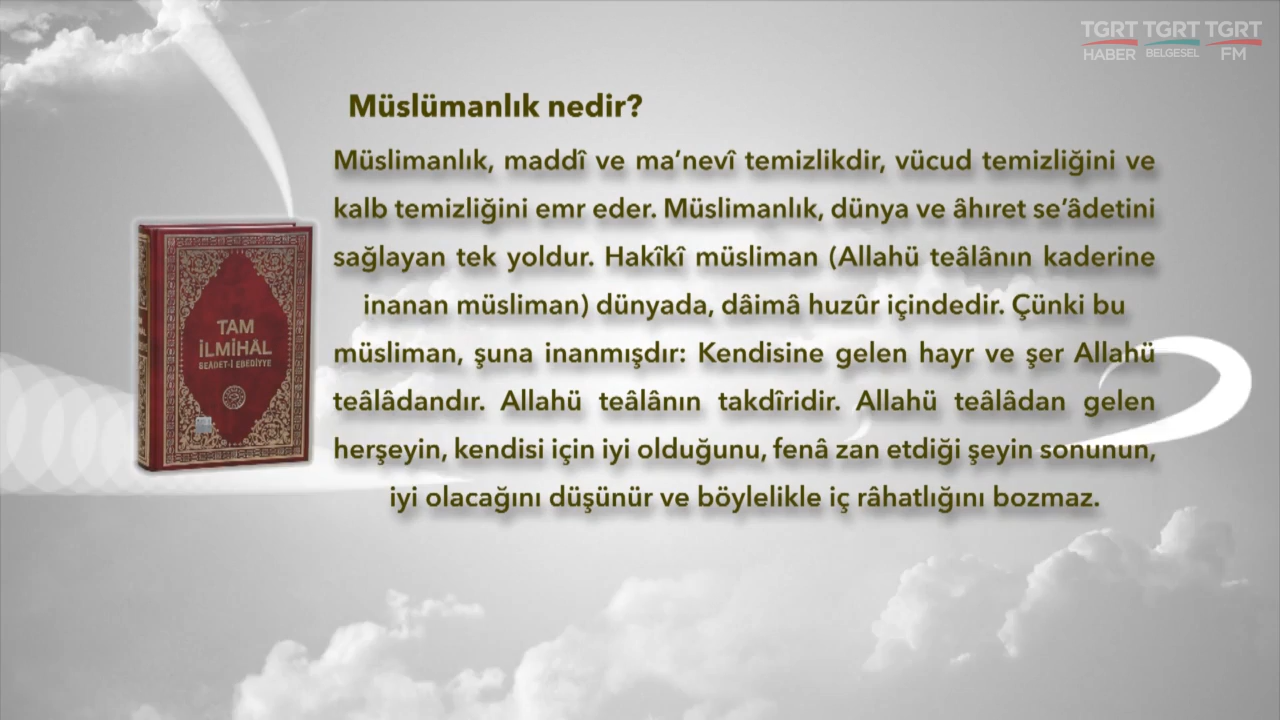 TGRT TGRT TGRT
HABER BELGESEL FM
Müslümanlık nedir?
Müslimanlık, maddî ve ma’nevî temizlikdir, vücud temizliğini ve
kalb temizliğini emr eder. Müslimanlık, dünya ve âhıret se’âdetini
sağlayan tek yoldur. Hakîkî müsliman (Allahü teâlânın kaderine
inanan müsliman) dünyada, dâimâ huzûr içindedir. Çünki bu
müsliman, şuna inanmışdır: Kendisine gelen hayr ve şer Allahü
teâlâdandır. Allahü teâlânın takdîridir. Allahü teâlâdan gelen
herşeyin, kendisi için iyi olduğunu, fenâ zan etdiği şeyin sonunun,
iyi olacağını düşünür ve böylelikle iç râhatlığını bozmaz.
TAM
İLMİHÂL
SEÂDET-İ EBEDİYYE